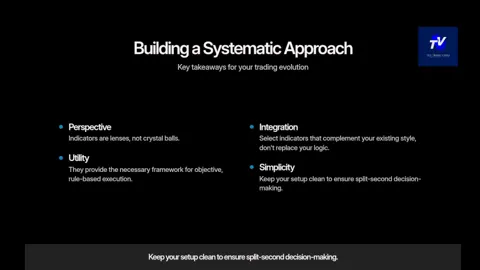 Building a Systematic Approach
Key takeaways for your trading evolution
TV
Perspective
Indicators are lenses, not crystal balls.
Utility
They provide the necessary framework for objective,
rule-based execution.
Integration
Select indicators that complement your existing style,
don't replace your logic.
Simplicity
Keep your setup clean to ensure split-second decision-
making.
Keep your setup clean to ensure split-second decision-making.